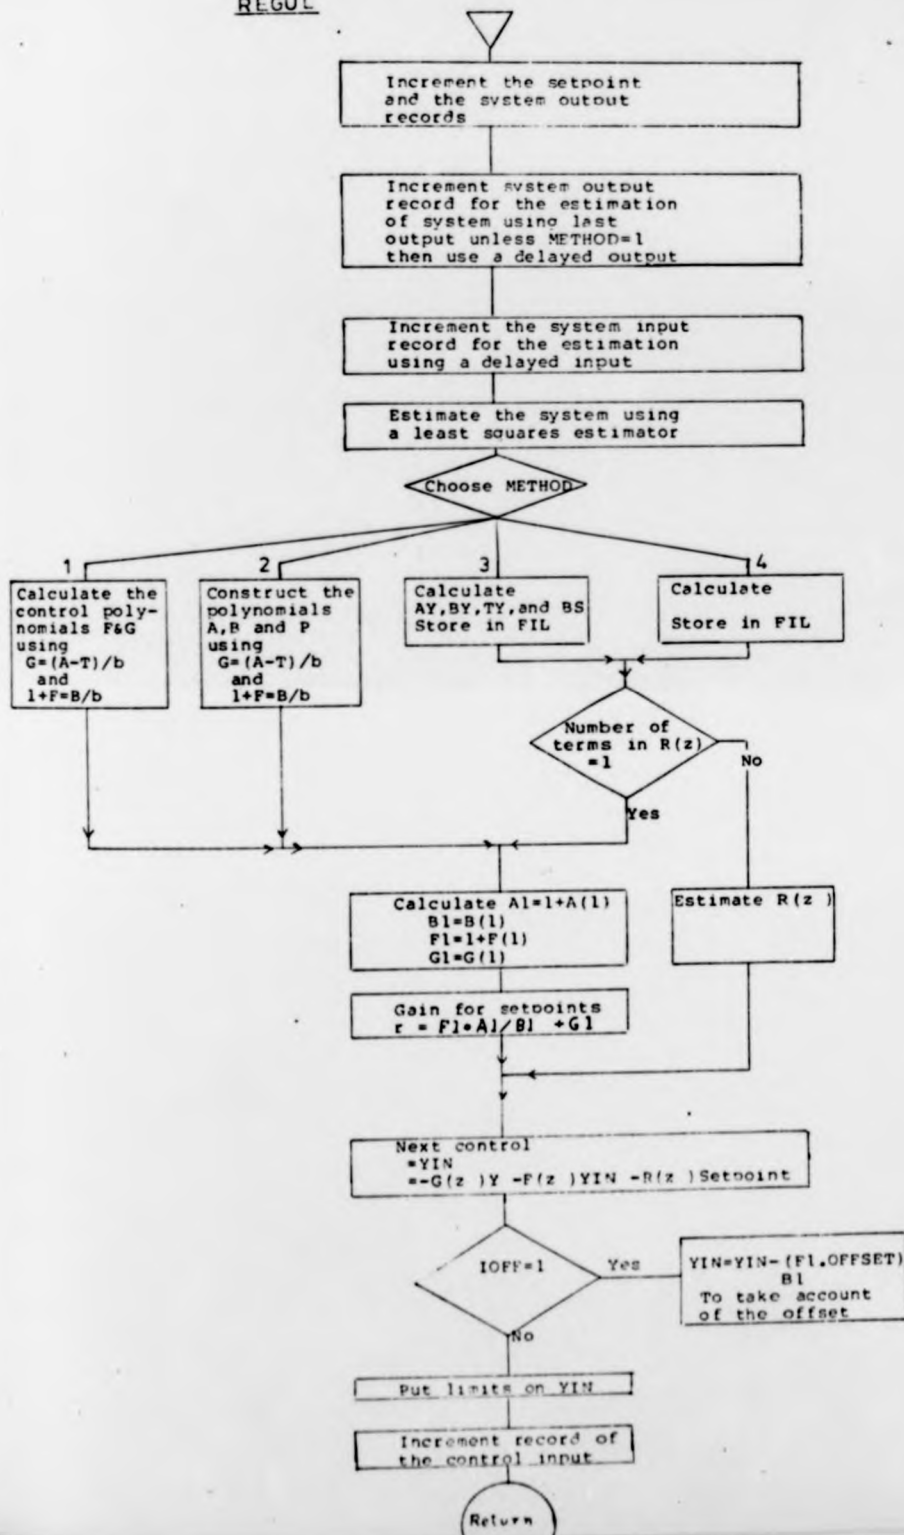 REGUL
Increment the setpoint
and the system output
records
Increment system output
record for the estimation
of system using last
output unless METHOD=1
then use a delayed output
Increment the system input
record for the estimation
using a delayed input
Estimate the system using
a least squares estimator
Choose METHOD
1
Calculate the
control poly-
nomials F&G
using
G=(A-T)/b
and
1+F=B/b
2
Construct the
polynomials
A,B and P
using
G=(A-T)/b
and
1+F=B/b
3
Calculate
AY,BY,TY,and BS
Store in FIL
4
Calculate
Store in FIL
Number of
terms in R(z)
=1
No
Yes
Calculate A1=1+A(1)
B1=B(1)
F1=1+F(1)
G1=G(1)
Estimate R(z )
Gain for setpoints
r = F1*A1/B1 +G1
Next control
=YIN
=-G(z )Y -F(z )YIN -R(z )Setpoint
IOFF=1
Yes
YIN=YIN-(F1.OFFSET)
B1
To take account
of the offset
No
Put limits on YIN
Increment record of
the control input
Return